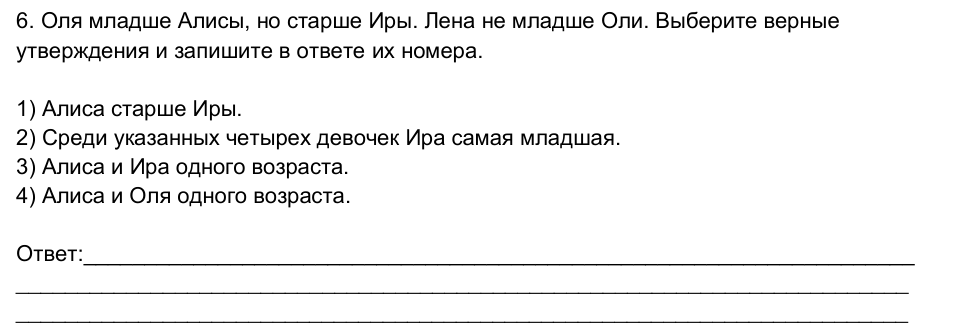 6. Оля младше Алисы, но старше Иры. Лена не младше Оли. Выберите верные
утверждения и запишите в ответе их номера.
1) Алиса старше Иры.
2) Среди указанных четырех девочек Ира самая младшая.
3) Алиса и Ира одного возраста.
4) Алиса и Оля одного возраста.
Ответ: